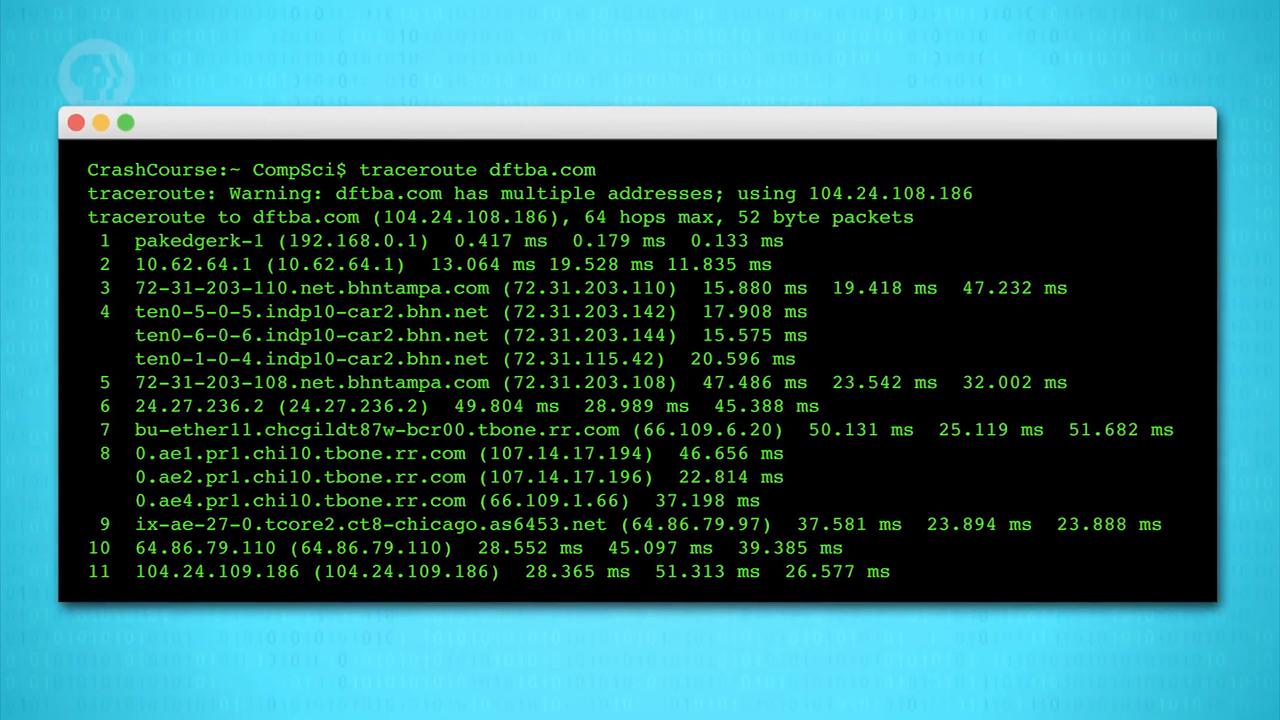 CrashCourse:~ CompSci$ traceroute dftba.com
traceroute: Warning: dftba.com has multiple addresses; using 104.24.108.186
traceroute to dftba.com (104.24.108.186), 64 hops max, 52 byte packets
1 pakedgerk-1 (192.168.0.1) 0.417 ms 0.179 ms 0.133 ms
2 10.62.64.1 (10.62.64.1) 13.064 ms 19.528 ms 11.835 ms
3 72-31-203-110.net.bhntampa.com (72.31.203.110) 15.880 ms 19.418 ms 47.232 ms
4 ten0-5-0-5.indp10-car2.bhn.net (72.31.203.142) 17.908 ms
ten0-6-0-6.indp10-car2.bhn.net (72.31.203.144) 15.575 ms
ten0-1-0-4.indp10-car2.bhn.net (72.31.115.42) 20.596 ms
5 72-31-203-108.net.bhntampa.com (72.31.203.108) 47.486 ms 23.542 ms 32.002 ms
6 24.27.236.2 (24.27.236.2) 49.804 ms 28.989 ms 45.388 ms
7 bu-ether11.chcgildt87w-bcr00.tbone.rr.com (66.109.6.20) 50.131 ms 25.119 ms 51.682 ms
8 0.ae1.pr1.chi10.tbone.rr.com (107.14.17.194) 46.656 ms
0.ae2.pr1.chi10.tbone.rr.com (107.14.17.196) 22.814 ms
0.ae4.pr1.chi10.tbone.rr.com (66.109.1.66) 37.198 ms
9 ix-ae-27-0.tcore2.ct8-chicago.as6453.net (64.86.79.97) 37.581 ms 23.894 ms 23.888 ms
10 64.86.79.110 (64.86.79.110) 28.552 ms 45.097 ms 39.385 ms
11 104.24.109.186 (104.24.109.186) 28.365 ms 51.313 ms 26.577 ms